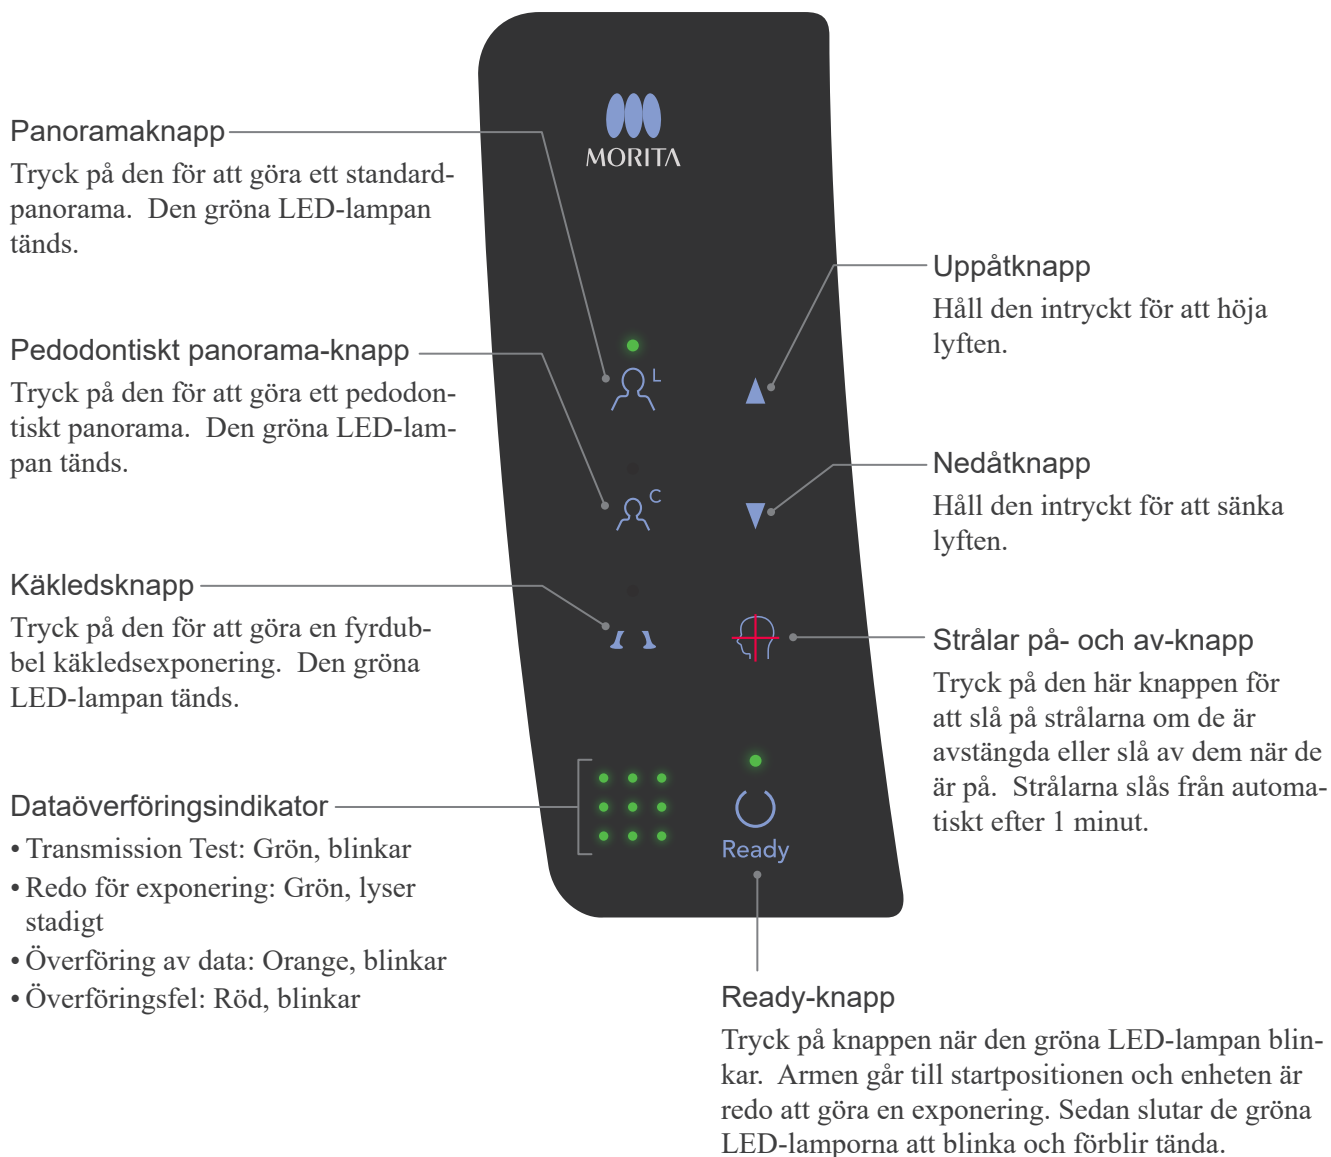 MORITA
Panoramaknapp
Tryck på den för att göra ett standard-
panorama. Den gröna LED-lampan
tänds.
Pedodontiskt panorama-knapp
Tryck på den för att göra ett pedodon-
tiskt panorama. Den gröna LED-lam-
pan tänds.
Käkledsknapp
Tryck på den för att göra en fyrdub-
bel käkledsexponering. Den gröna
LED-lampan tänds.
Dataöverföringsindikator
• Transmission Test: Grön, blinkar
• Redo för exponering: Grön, lyser
stadigt
• Överföring av data: Orange, blinkar
• Överföringsfel: Röd, blinkar
L
C
Ready
Uppåtknapp
Håll den intryckt för att höja
lyften.
Nedåtknapp
Håll den intryckt för att sänka
lyften.
Strålar på- och av-knapp
Tryck på den här knappen för
att slå på strålarna om de är
avstängda eller slå av dem när de
är på. Strålarna slås från automa-
tiskt efter 1 minut.
Ready-knapp
Tryck på knappen när den gröna LED-lampan blin-
kar. Armen går till startpositionen och enheten är
redo att göra en exponering. Sedan slutar de gröna
LED-lamporna att blinka och förblir tända.